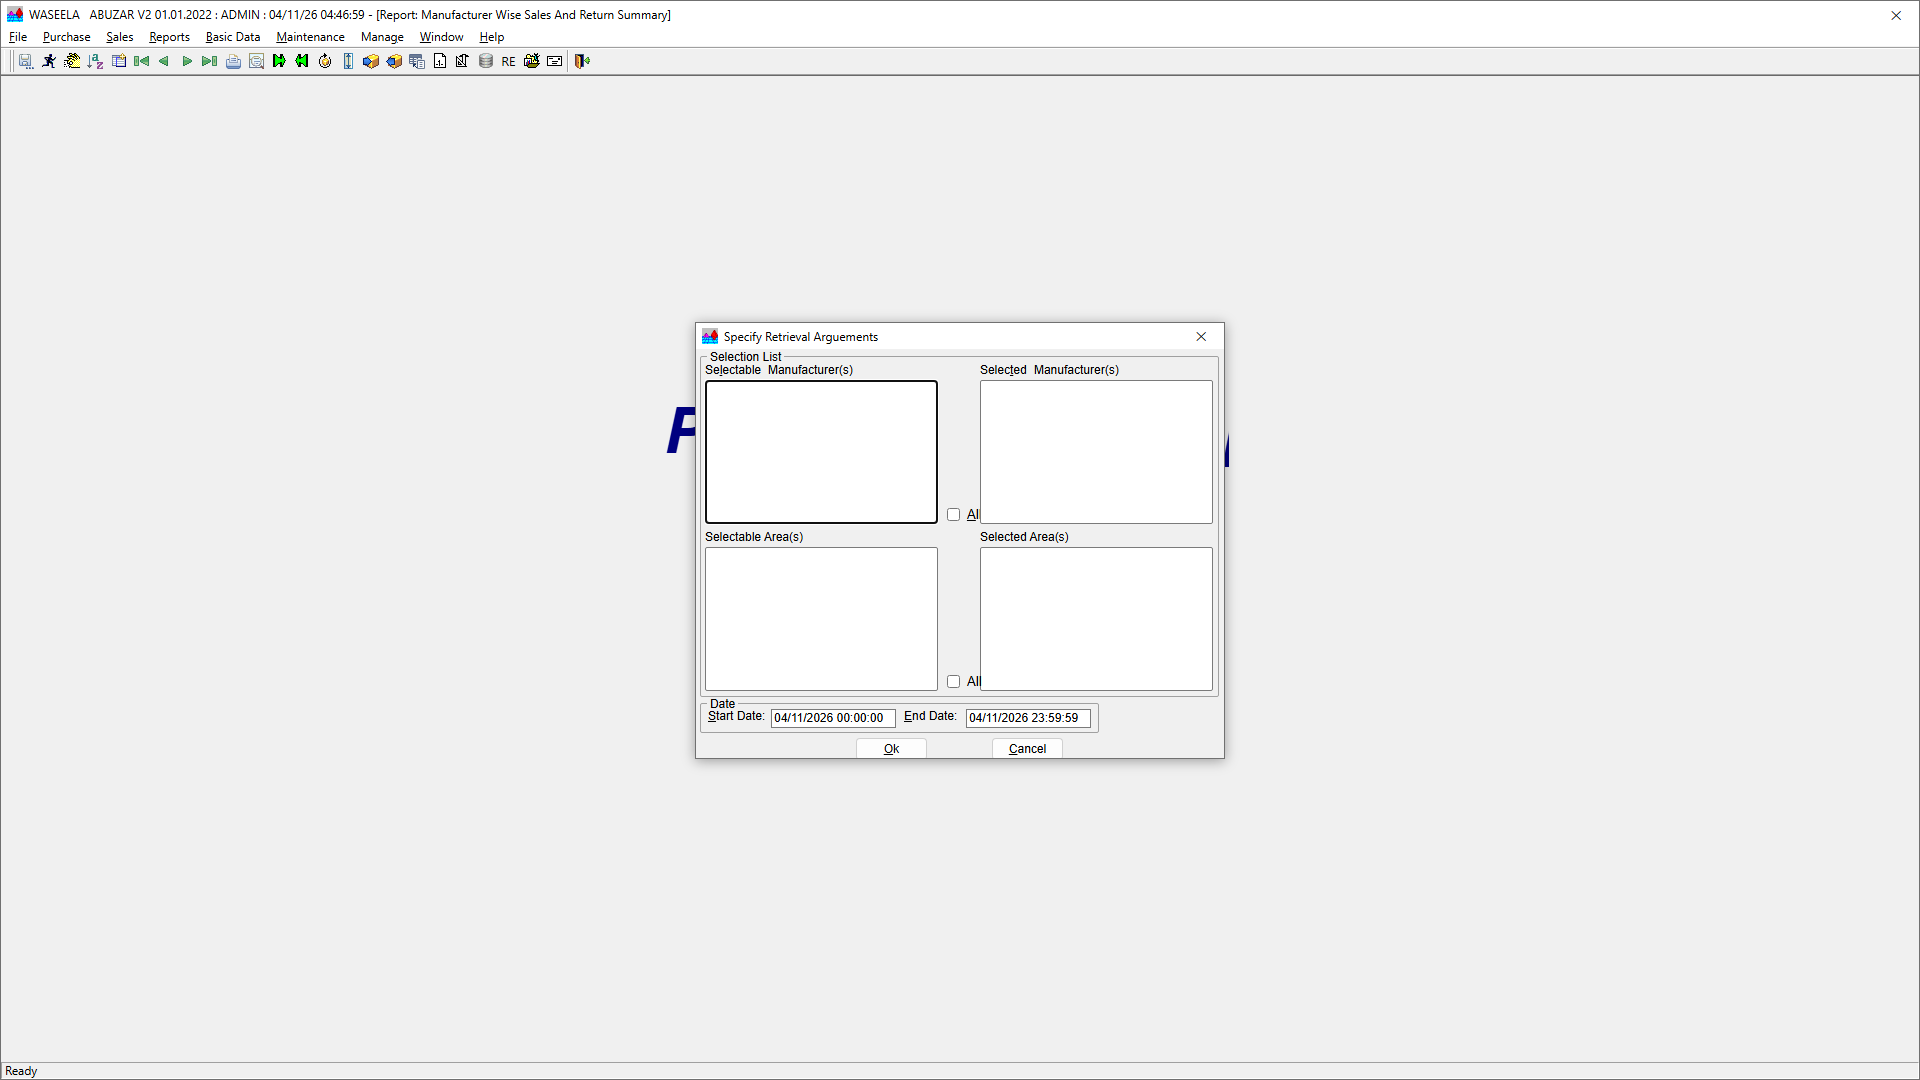 WASEELA ABUZAR V2 01.01.2022 : ADMIN : 04/11/26 04:46:59 - [Report: Manufacturer Wise Sales And Return Summary]
File Purchase Sales Reports Basic Data Maintenance Manage Window Help
RE
Specify Retrieval Arguements
Selection List
Selectable Manufacturer(s) Selected Manufacturer(s)
All
Selectable Area(s) Selected Area(s)
All
Date
Start Date: 04/11/2026 00:00:00 End Date: 04/11/2026 23:59:59
Ok Cancel
Ready